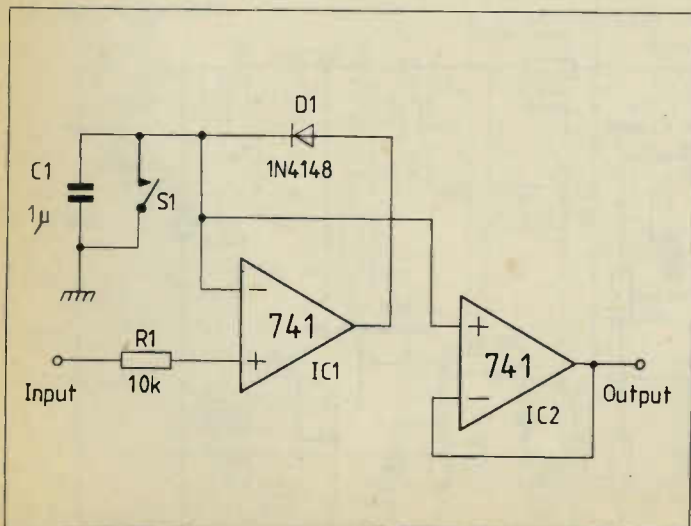 D1
1N4148
C1
1µ
S1
−
741
+
IC1
R1
10k
Input
+
741
−
IC2
Output